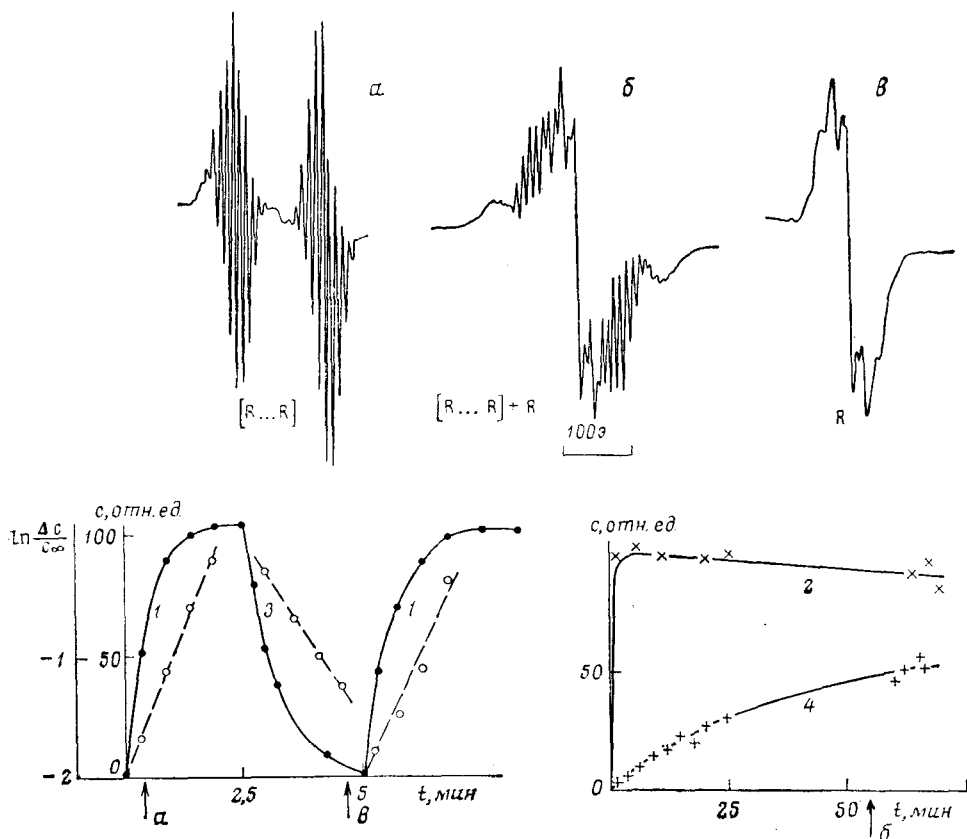 а б в
[R...R] [R...R] + R R
100э
ln Δc/c∞ c, отн. ед. c, отн. ед.
100
1 3 1 2
-1 50 50
4
-2 0 0
2,5 5 t, мин 25 50 t, мин
а в б